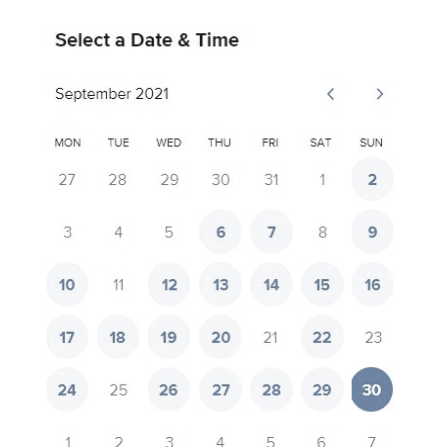 Select a Date & Time
September 2021
MON TUE WED THU FRI SAT SUN
27 28 29 30 31 1 2
3 4 5 6 7 8 9
10 11 12 13 14 15 16
17 18 19 20 21 22 23
24 25 26 27 28 29 30
1 2 3 4 5 6 7